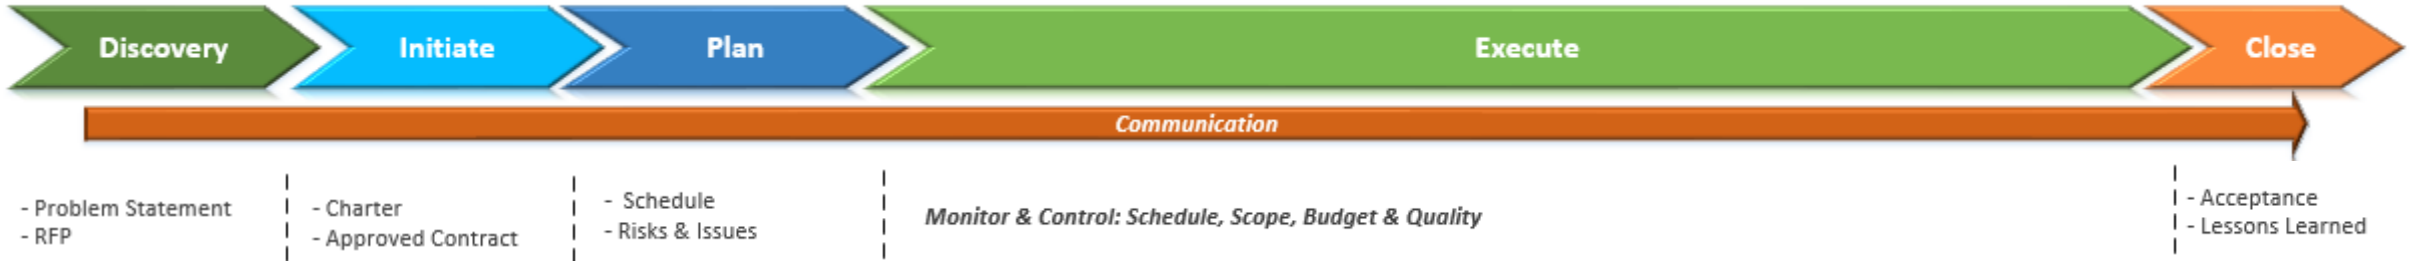 Discovery
Initiate
Plan
Execute
Close
Communication
- Problem Statement
- RFP
- Charter
- Approved Contract
- Schedule
- Risks & Issues
Monitor & Control: Schedule, Scope, Budget & Quality
- Acceptance
- Lessons Learned